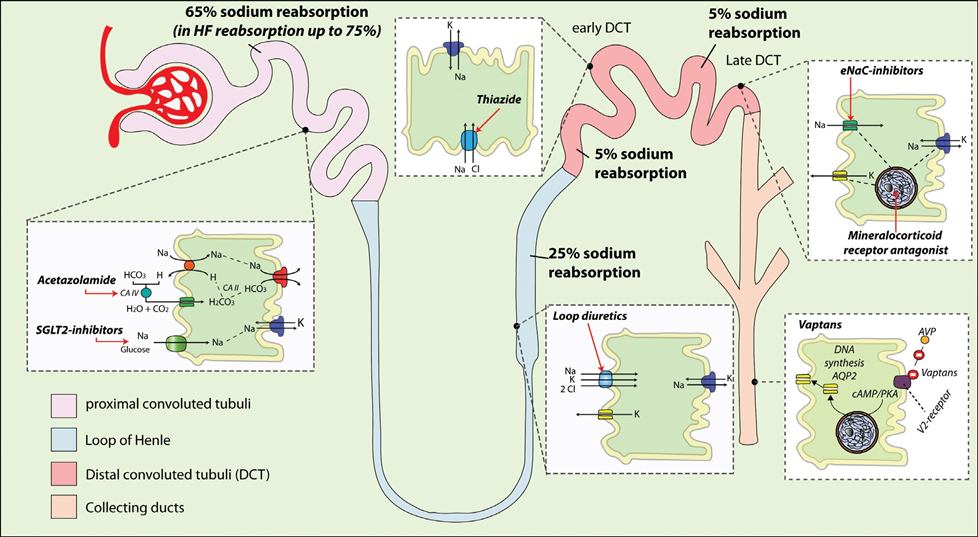 65% sodium reabsorption
(in HF reabsorption up to 75%)
K
Na
Thiazide
Na Cl
early DCT
5% sodium
reabsorption
Late DCT
5% sodium
reabsorption
eNaC-inhibitors
Na
K
K
Na
Mineralocorticoid
receptor antagonist
Acetazolamide
HCO3
H
CA IV
H2O + CO2
Na
Na
H
H2CO3
CA II
Na
HCO3
SGLT2-inhibitors
Na
Glucose
Na
Na
K
25% sodium
reabsorption
Loop diuretics
Na
K
2 Cl
K
Na
K
Vaptans
AVP
DNA
synthesis
AQP2
Vaptans
cAMP/PKA
V2-receptor
proximal convoluted tubuli
Loop of Henle
Distal convoluted tubuli (DCT)
Collecting ducts